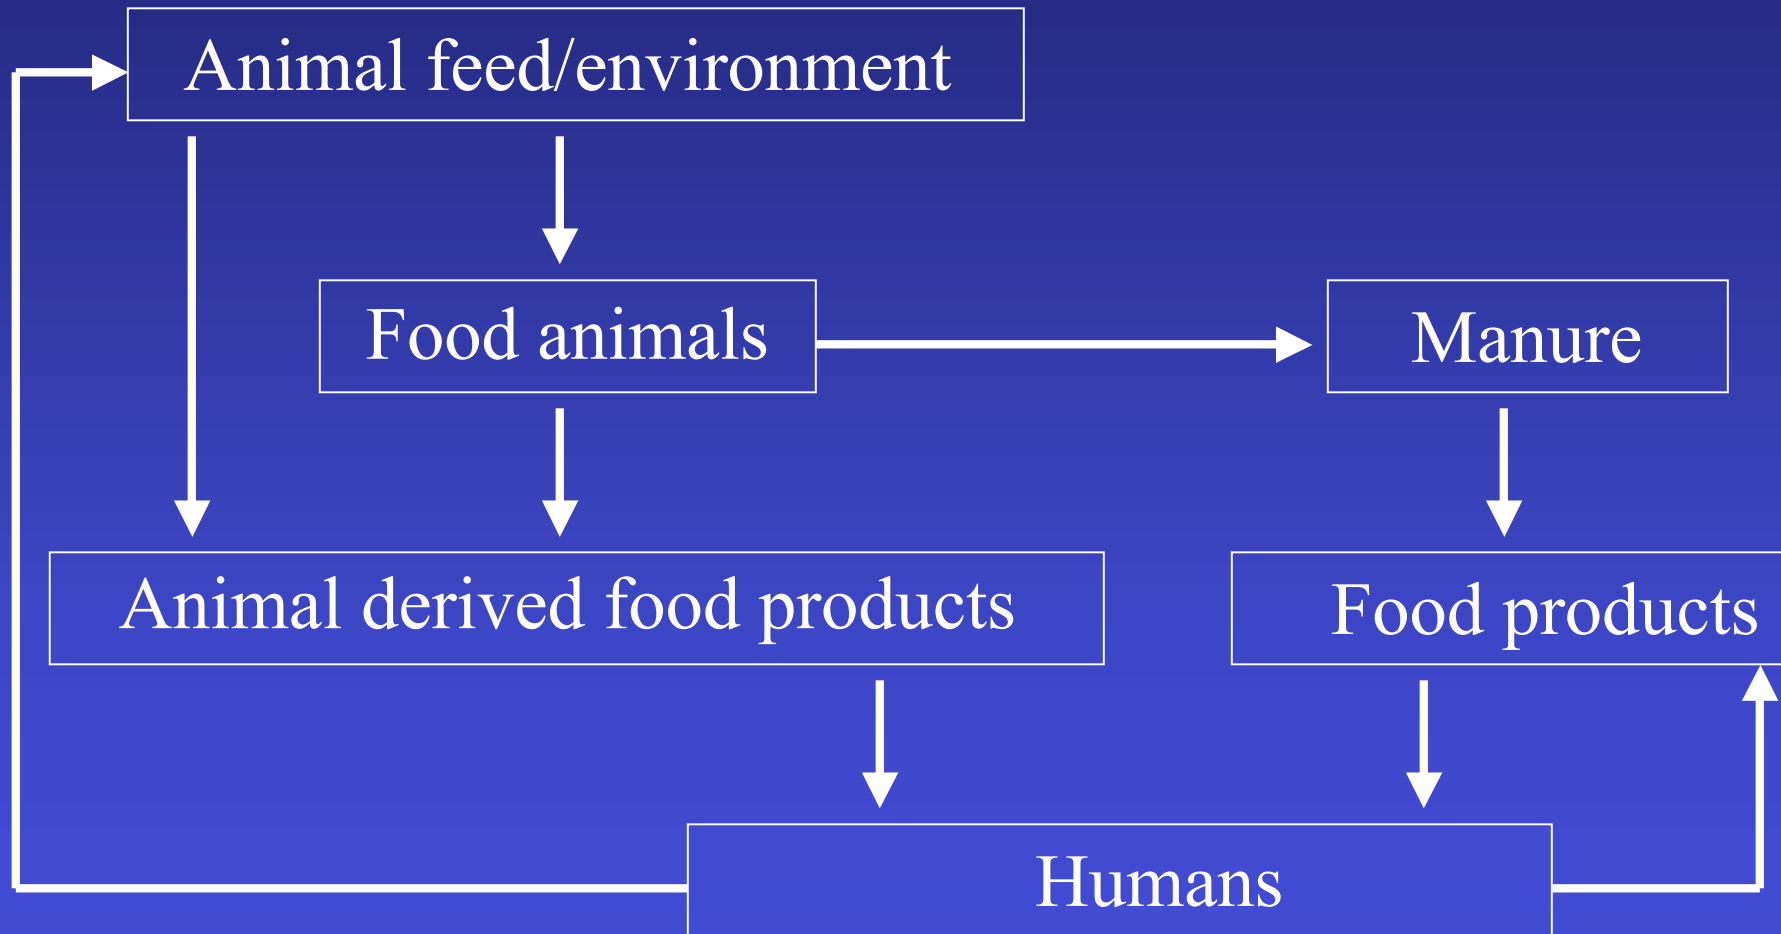 Animal feed/environment
Food animals
Manure
Animal derived food products
Food products
Humans